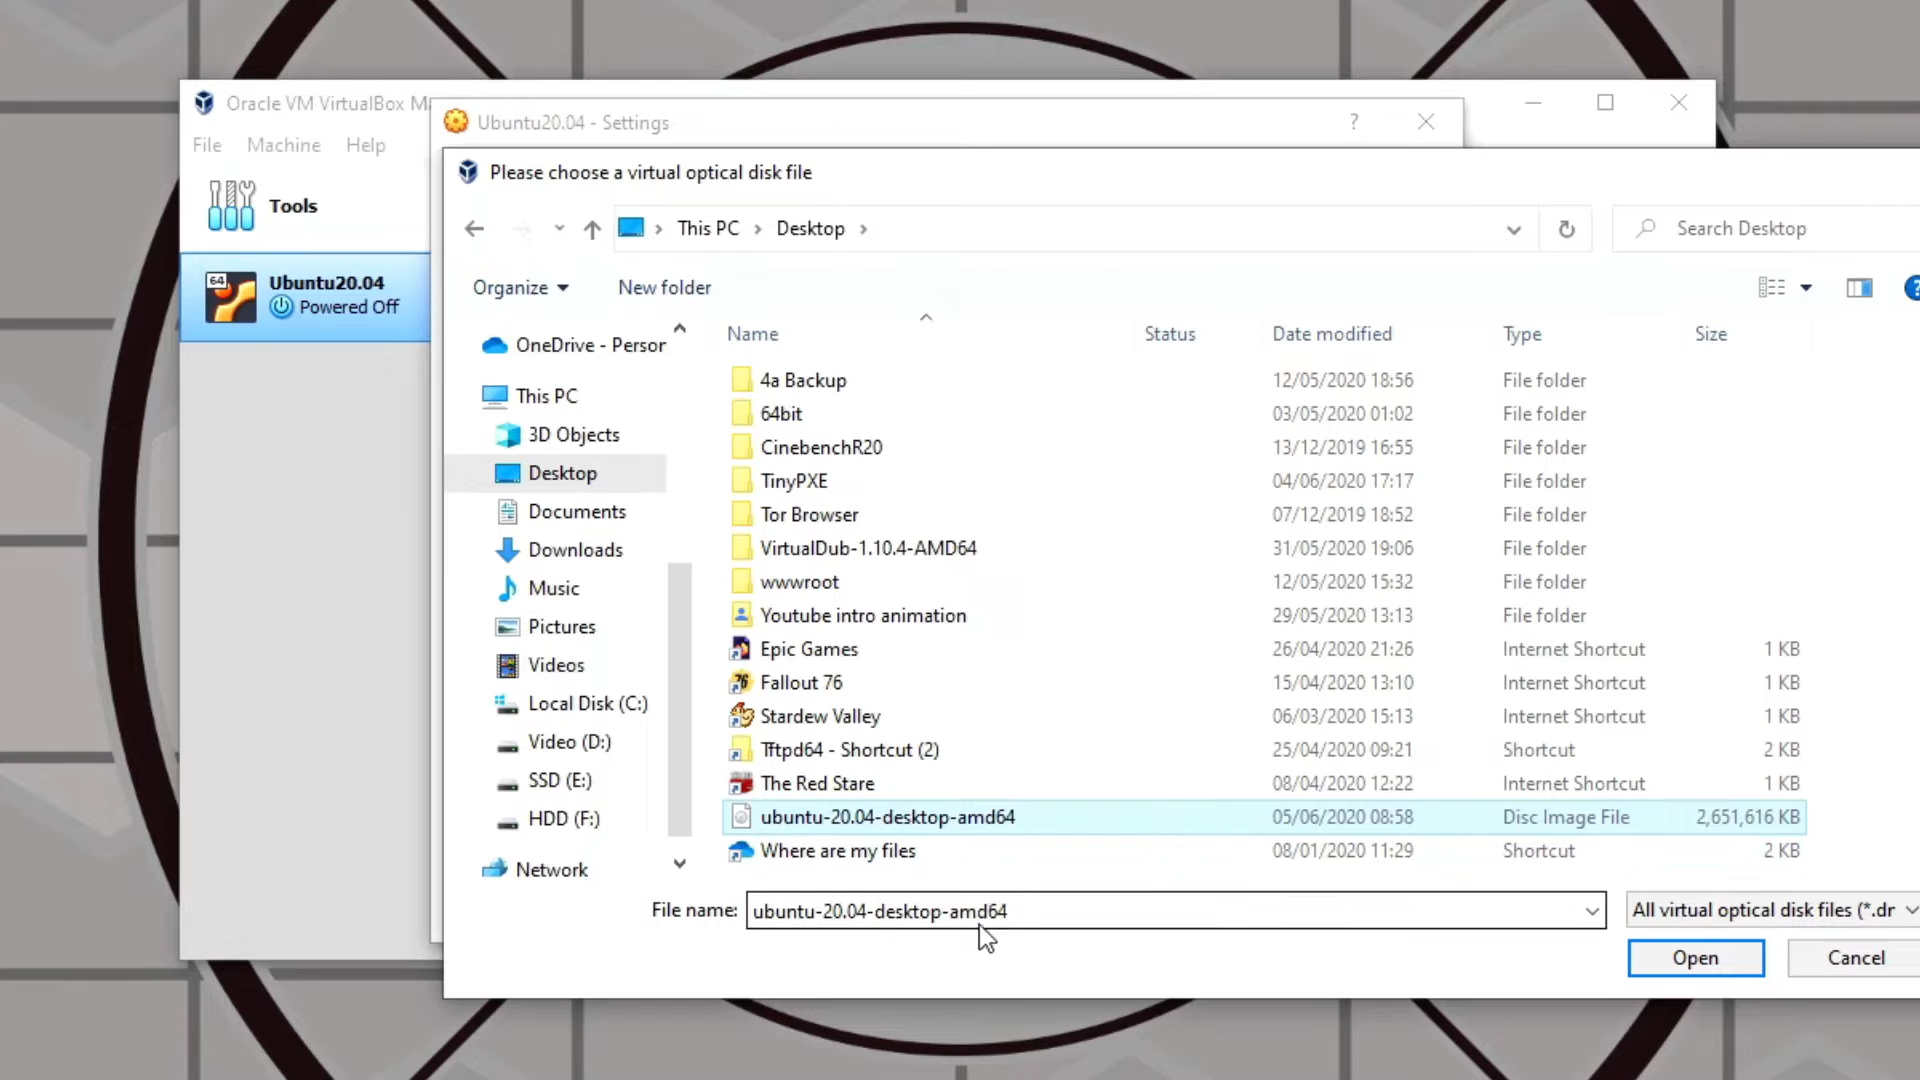 Oracle VM VirtualBox M
Ubuntu20.04 - Settings
?
File Machine Help
Please choose a virtual optical disk file
Tools
This PC
Desktop
Search Desktop
64
Ubuntu20.04
Powered Off
Organize
New folder
?
Name
Status
Date modified
Type
Size
OneDrive - Persor
This PC
3D Objects
Desktop
Documents
Downloads
Music
Pictures
Videos
Local Disk (C:)
Video (D:)
SSD (E:)
HDD (F:)
Network
4a Backup 12/05/2020 18:56 File folder
64bit 03/05/2020 01:02 File folder
CinebenchR20 13/12/2019 16:55 File folder
TinyPXE 04/06/2020 17:17 File folder
Tor Browser 07/12/2019 18:52 File folder
VirtualDub-1.10.4-AMD64 31/05/2020 19:06 File folder
wwwroot 12/05/2020 15:32 File folder
Youtube intro animation 29/05/2020 13:13 File folder
Epic Games 26/04/2020 21:26 Internet Shortcut 1 KB
Fallout 76 15/04/2020 13:10 Internet Shortcut 1 KB
Stardew Valley 06/03/2020 15:13 Internet Shortcut 1 KB
Tftpd64 - Shortcut (2) 25/04/2020 09:21 Shortcut 2 KB
The Red Stare 08/04/2020 12:22 Internet Shortcut 1 KB
ubuntu-20.04-desktop-amd64 05/06/2020 08:58 Disc Image File 2,651,616 KB
Where are my files 08/01/2020 11:29 Shortcut 2 KB
File name: ubuntu-20.04-desktop-amd64
All virtual optical disk files (*.dr
Open
Cancel